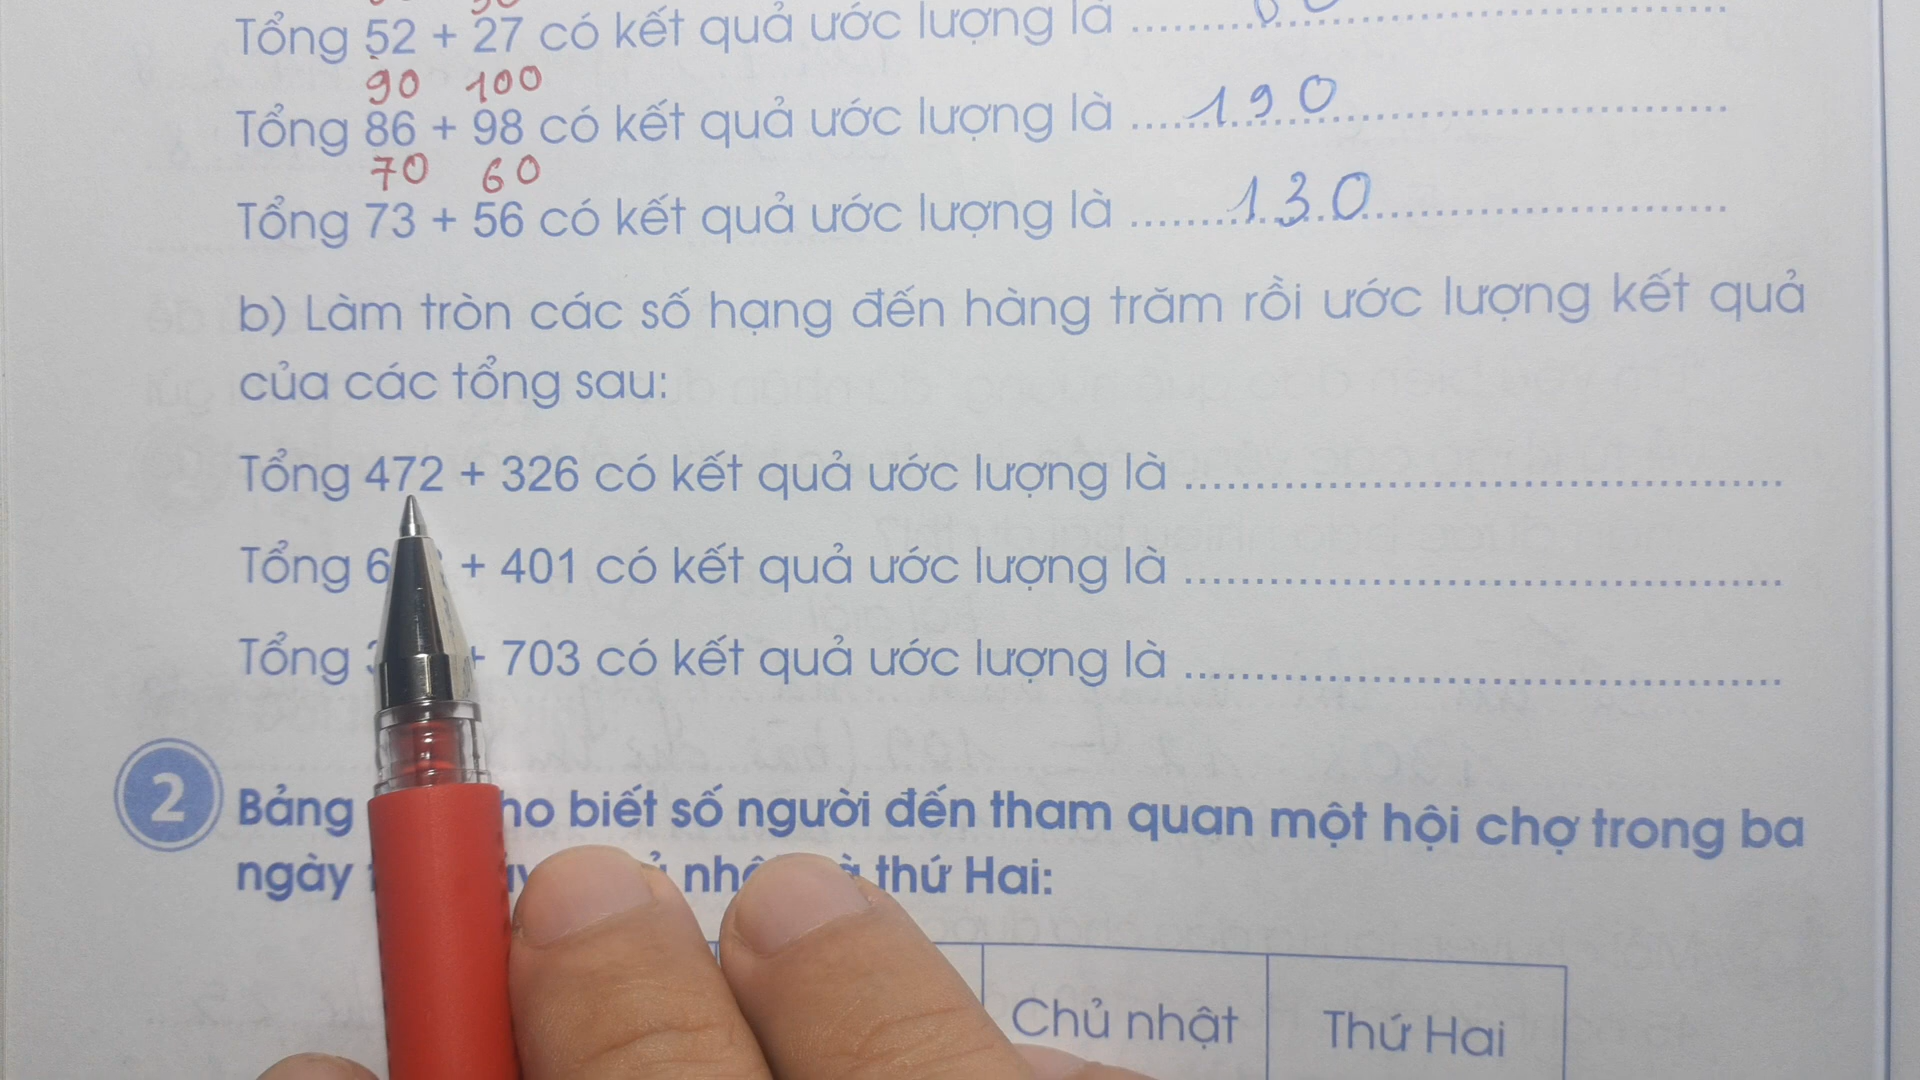 Tổng 52 + 27 có kết quả ước lượng là
90 100
Tổng 86 + 98 có kết quả ước lượng là 190
70 60
Tổng 73 + 56 có kết quả ước lượng là 130
b) Làm tròn các số hạng đến hàng trăm rồi ước lượng kết quả
của các tổng sau:
Tổng 472 + 326 có kết quả ước lượng là
Tổng + 401 có kết quả ước lượng là
Tổng + 703 có kết quả ước lượng là
2 Bảng biết số người đến tham quan một hội chợ trong ba
ngày thứ Hai:
Chủ nhật Thứ Hai